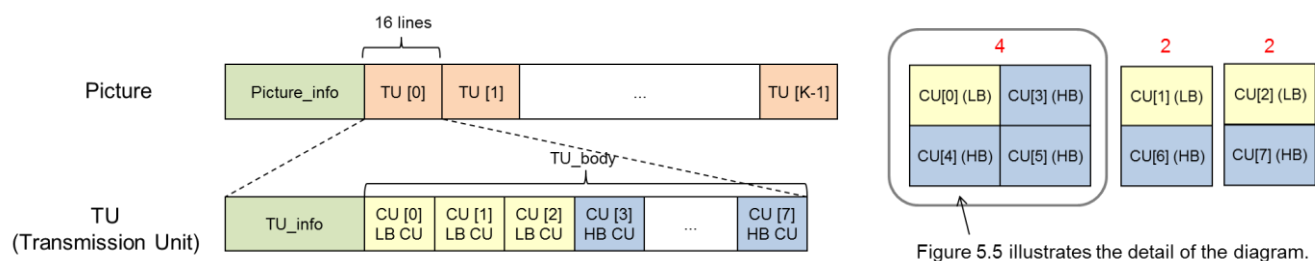 16 lines
Picture
Picture_info
TU [0]
TU [1]
...
TU [K-1]
TU_body
TU
(Transmission Unit)
TU_info
CU [0]
LB CU
CU [1]
LB CU
CU [2]
LB CU
CU [3]
HB CU
...
CU [7]
HB CU
4
2
2
CU[0] (LB)
CU[3] (HB)
CU[1] (LB)
CU[2] (LB)
CU[4] (HB)
CU[5] (HB)
CU[6] (HB)
CU[7] (HB)
Figure 5.5 illustrates the detail of the diagram.